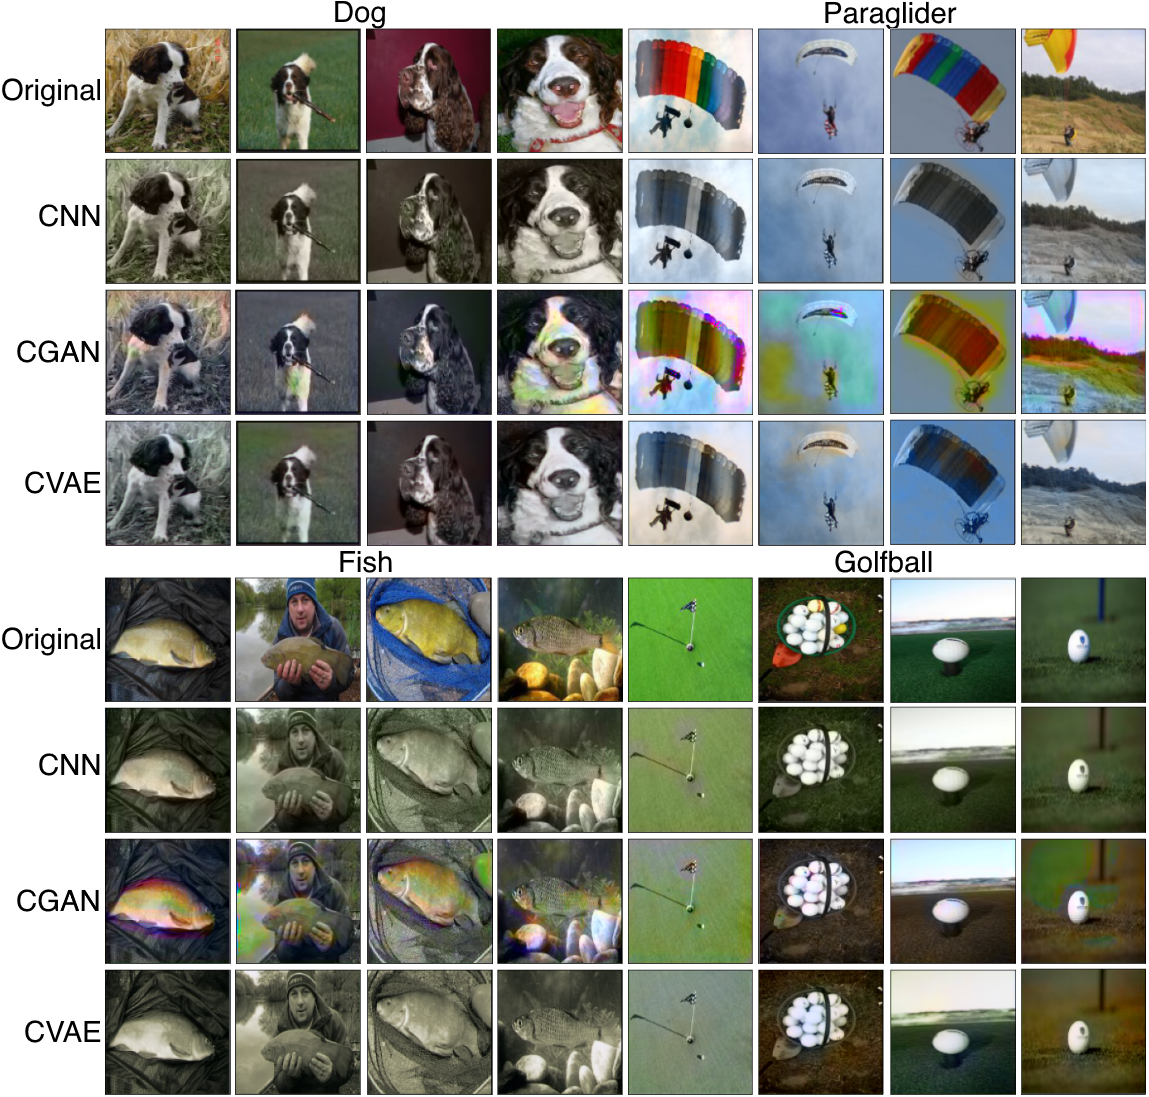 Dog Paraglider
Original
CNN
CGAN
CVAE
Fish Golfball
Original
CNN
CGAN
CVAE